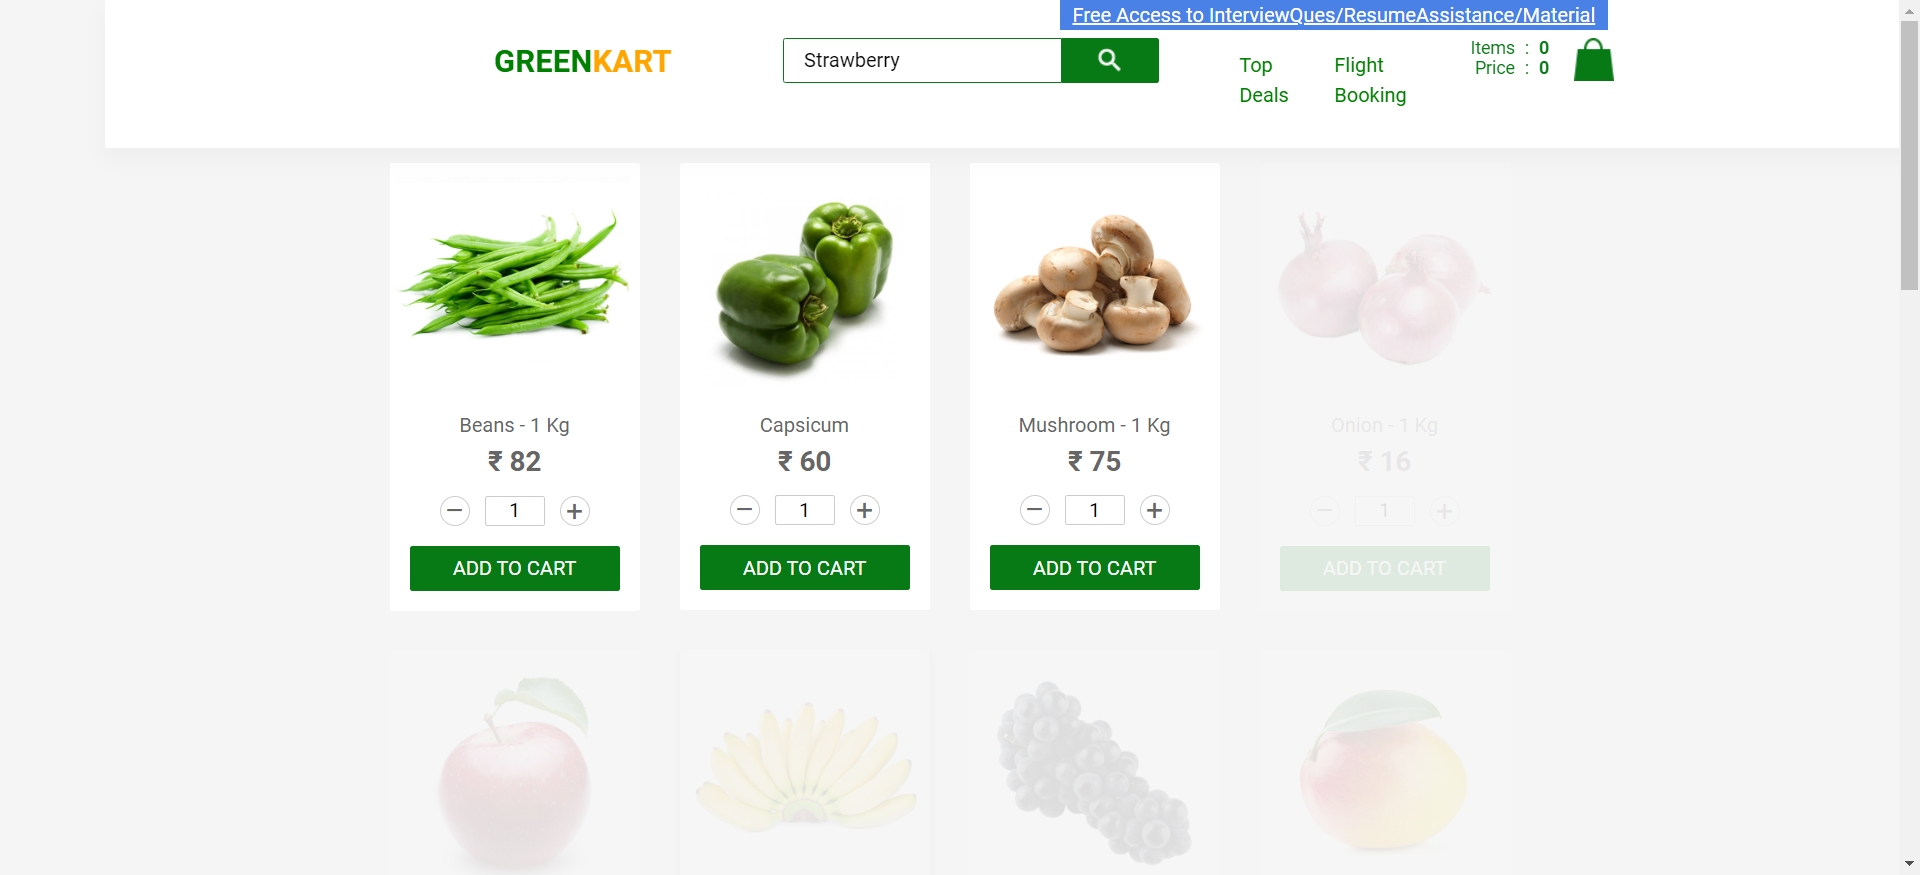 Free Access to InterviewQues/ResumeAssistance/Material
GREENKART
Strawberry
Top
Deals
Flight
Booking
Items : 0
Price : 0
Beans - 1 Kg
₹ 82
− 1 +
ADD TO CART
Capsicum
₹ 60
− 1 +
ADD TO CART
Mushroom - 1 Kg
₹ 75
− 1 +
ADD TO CART
Onion - 1 Kg
₹ 16
− 1 +
ADD TO CART